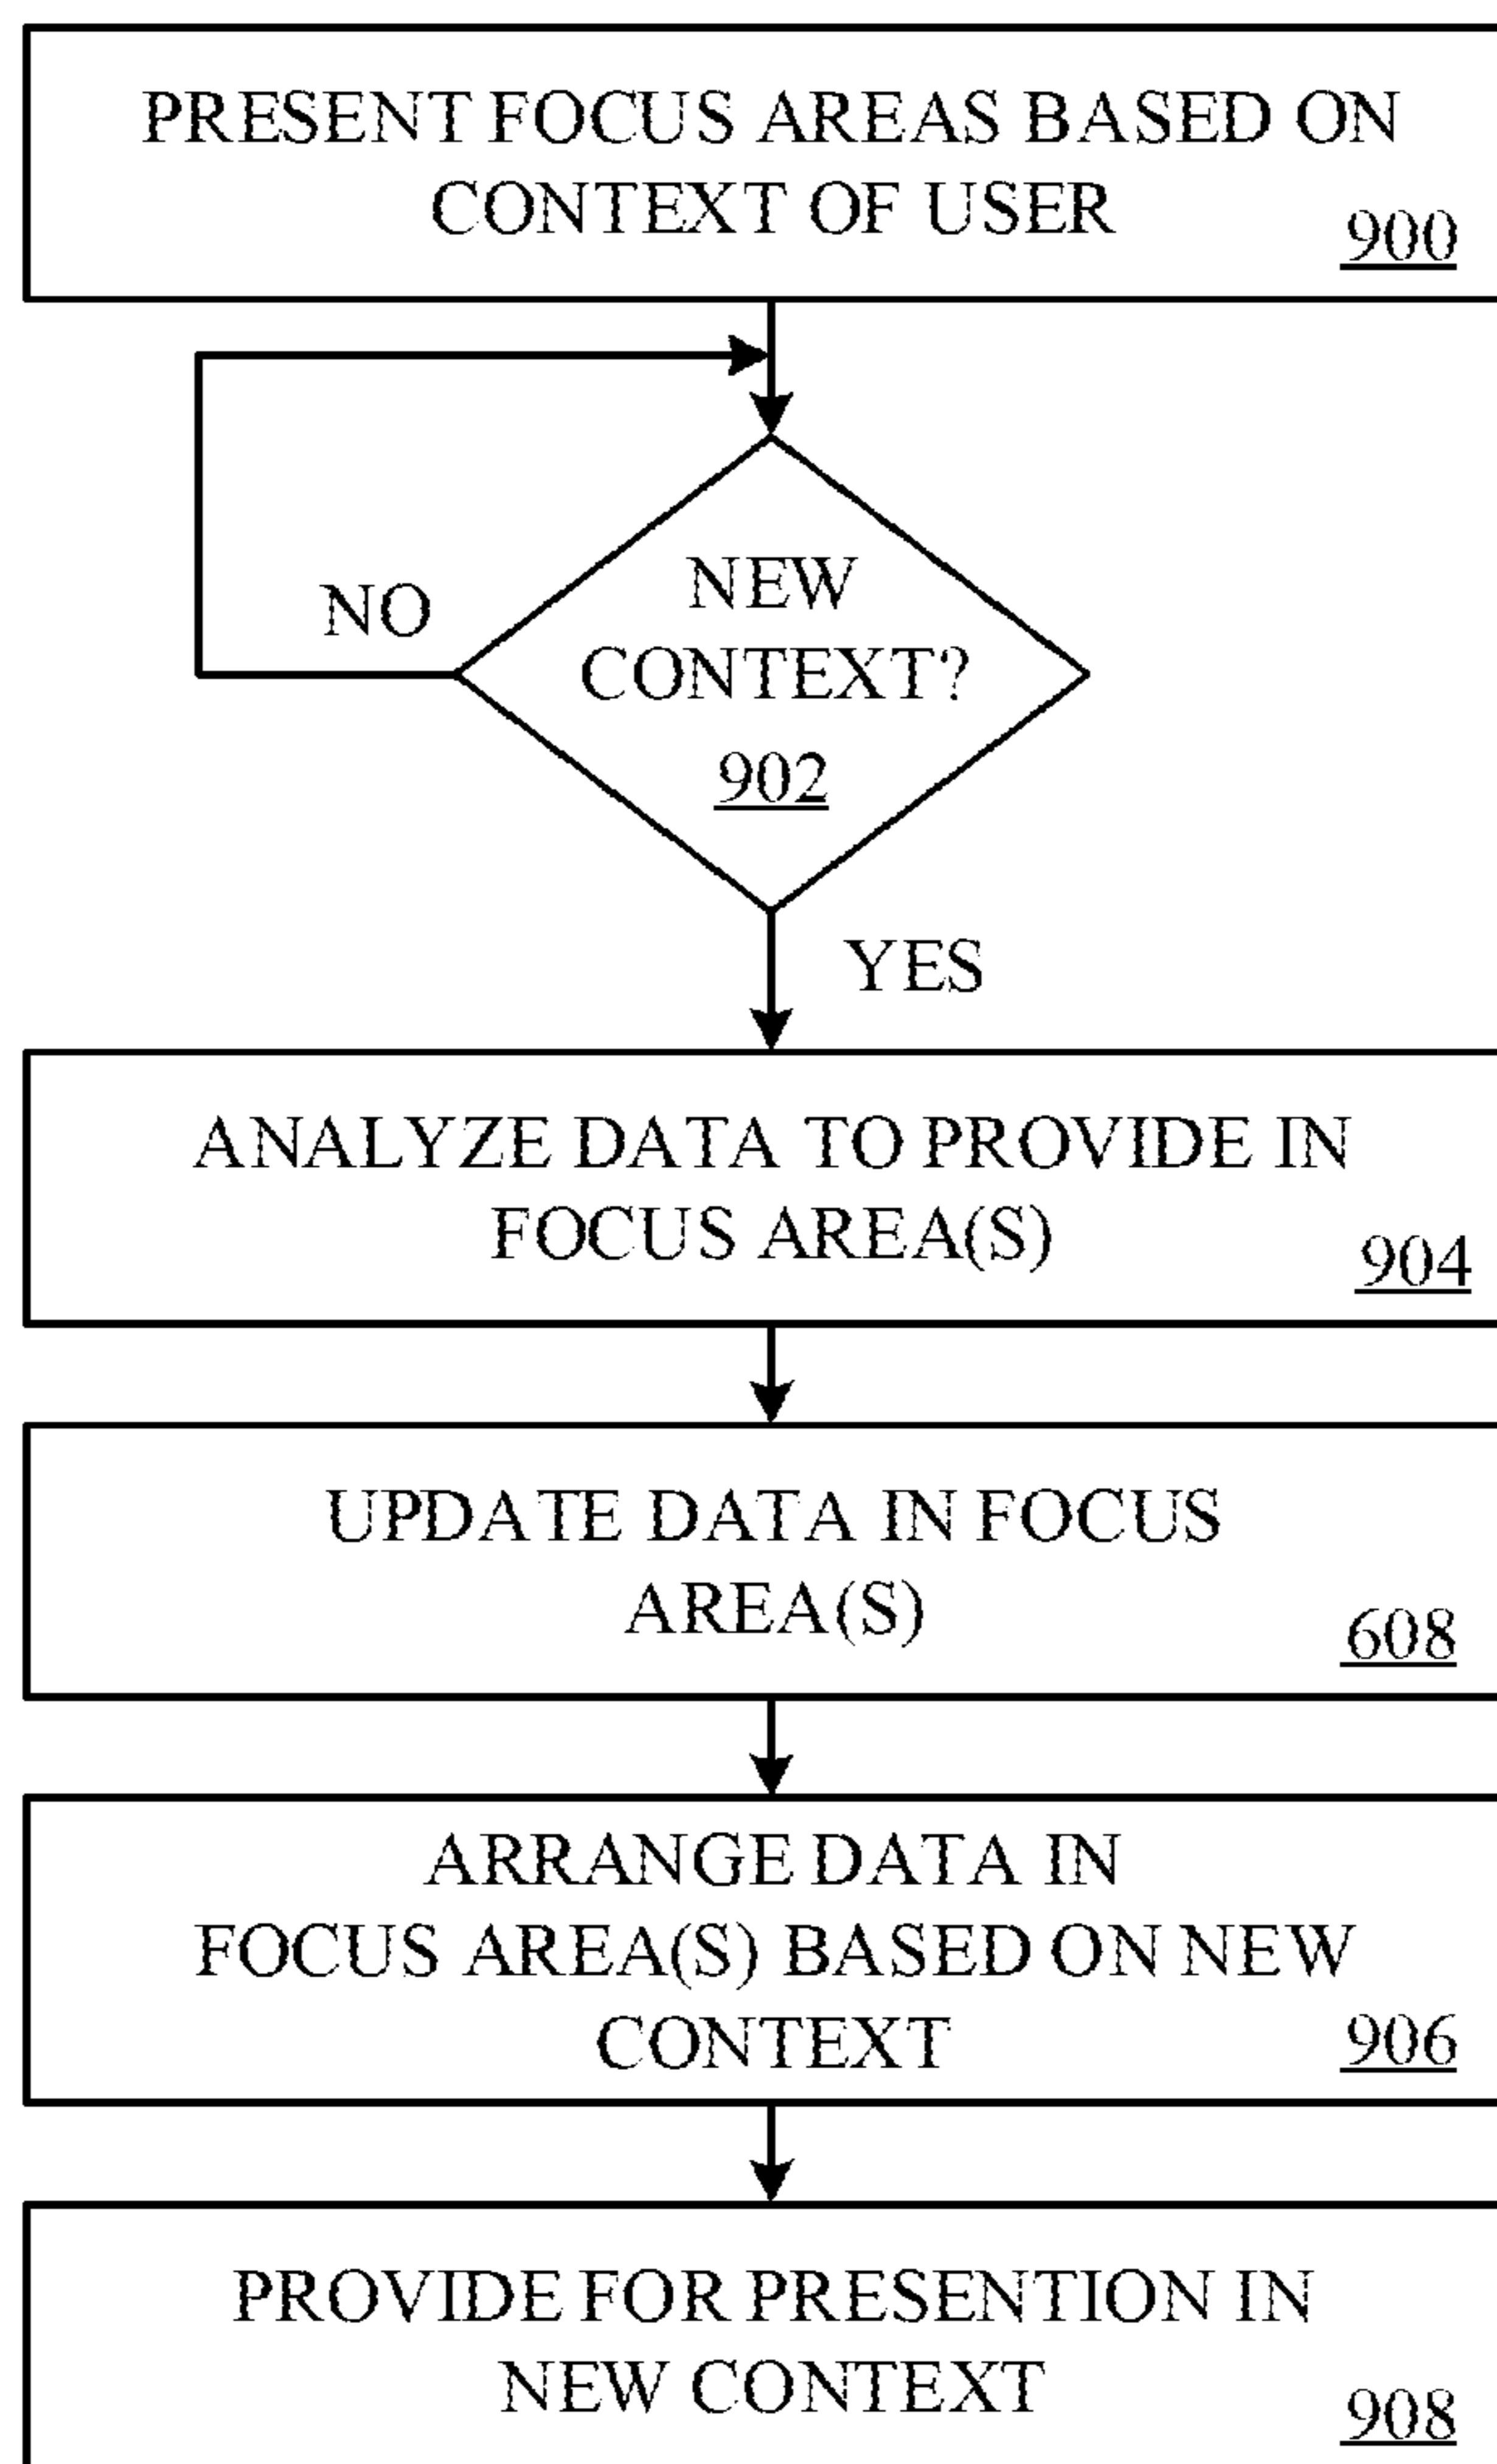 PRESENT FOCUS AREAS BASED ON
CONTEXT OF USER
900
NEW
CONTEXT?
902
NO
YES
ANALYZE DATA TO PROVIDE IN
FOCUS AREA(S)
904
UPDATE DATA IN FOCUS
AREA(S)
608
ARRANGE DATA IN
FOCUS AREA(S) BASED ON NEW
CONTEXT
906
PROVIDE FOR PRESENTION IN
NEW CONTEXT
908